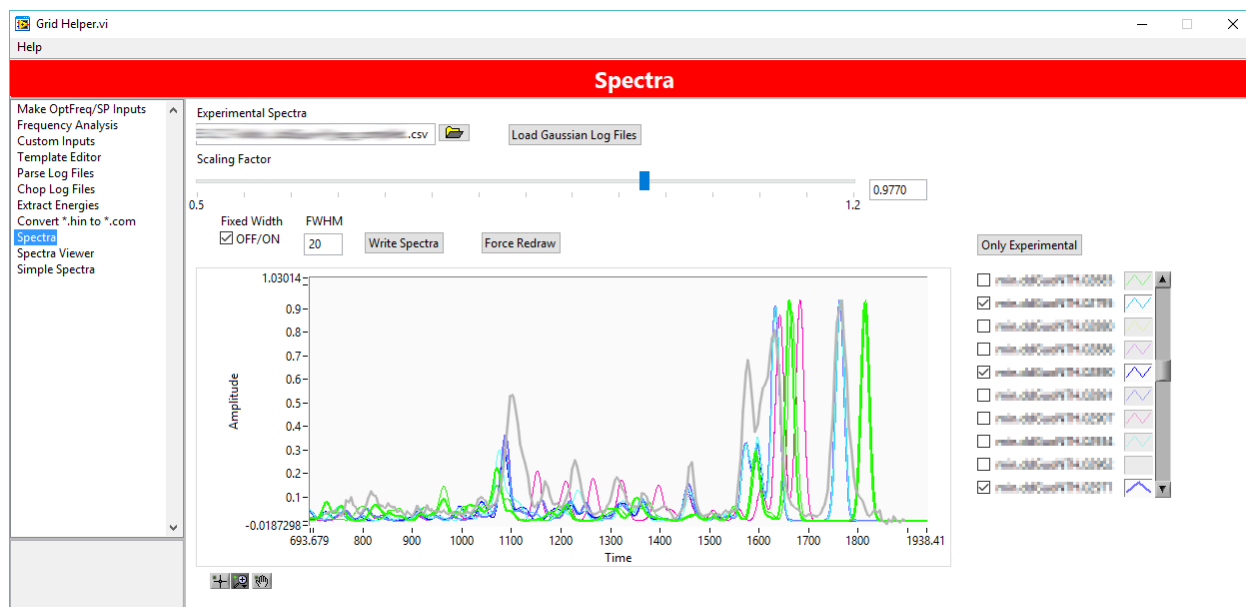 Grid Helper.vi
Help
Spectra
Make OptFreq/SP Inputs
Frequency Analysis
Custom Inputs
Template Editor
Parse Log Files
Chop Log Files
Extract Energies
Convert *.hin to *.com
Spectra
Spectra Viewer
Simple Spectra
Experimental Spectra
.csv
Load Gaussian Log Files
Scaling Factor
0.5
1.2
0.9770
Fixed Width
OFF/ON
FWHM
20
Write Spectra
Force Redraw
Only Experimental
Amplitude
1.03014
0.9
0.8
0.7
0.6
0.5
0.4
0.3
0.2
0.1
-0.0187298
693.679 800 900 1000 1100 1200 1300 1400 1500 1600 1700 1800 1938.41
Time